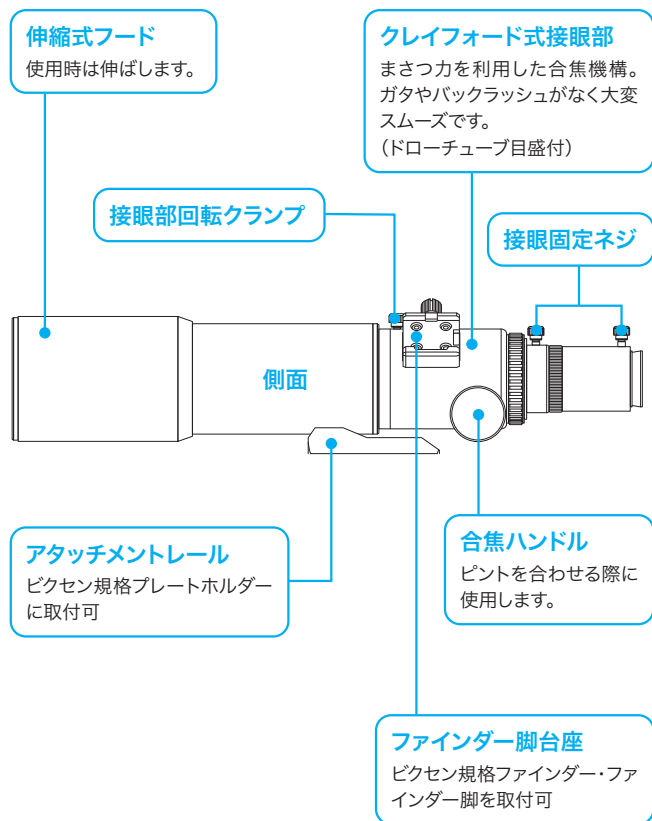 伸縮式フード
使用時は伸ばします。
クレイフォード式接眼部
まさつ力を利用した合焦機構。
ガタやバックラッシュがなく大変
スムーズです。
（ドローチューブ目盛付）
接眼部回転クランプ
接眼固定ネジ
側面
アタッチメントレール
ビクセン規格プレートホルダー
に取付可
合焦ハンドル
ピントを合わせる際に
使用します。
ファインダー脚台座
ビクセン規格ファインダー・ファ
インダー脚を取付可